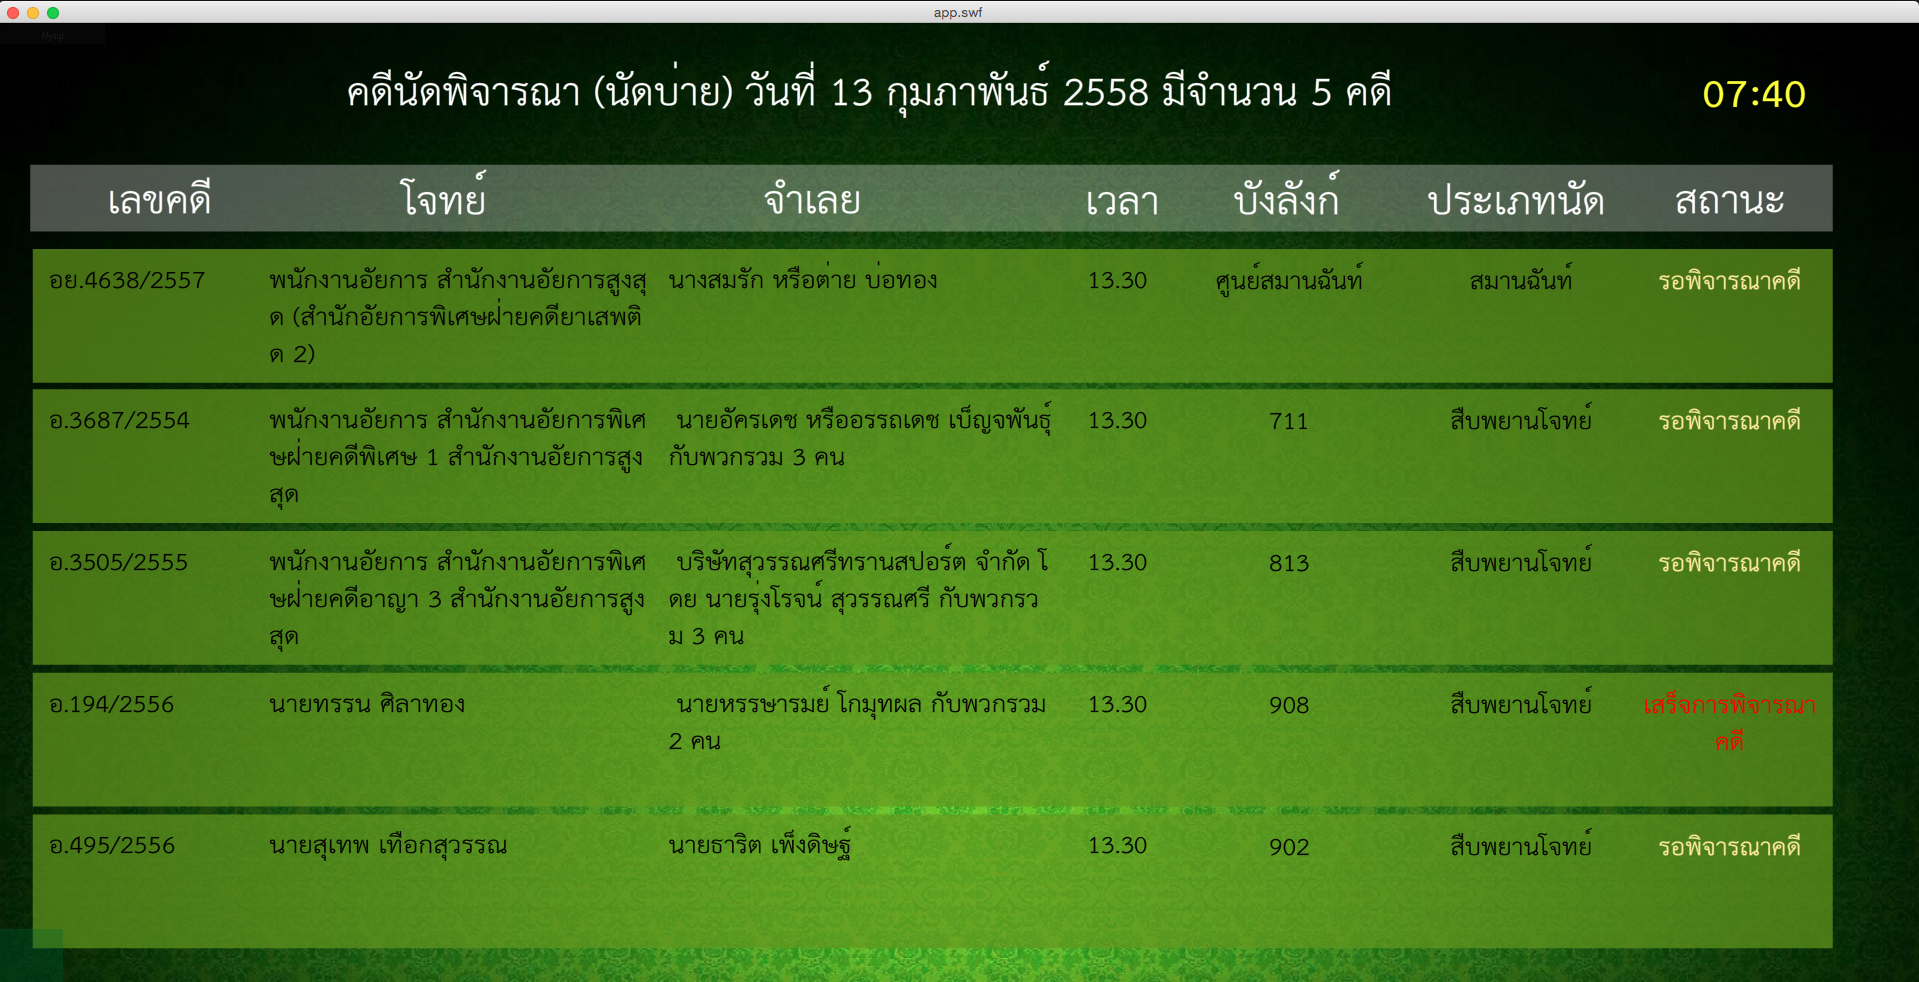 app.swf
Mysql
คดีนัดพิจารณา (นัดบ่าย) วันที่ 13 กุมภาพันธ์ 2558 มีจำนวน 5 คดี
07:40
เลขคดี โจทย์ จำเลย เวลา บังลังก์ ประเภทนัด สถานะ
อย.4638/2557 พนักงานอัยการ สำนักงานอัยการสูงสุ นางสมรัก หรือต่าย บ่อทอง 13.30 ศูนย์สมานฉันท์ สมานฉันท์ รอพิจารณาคดี
ด (สำนักอัยการพิเศษฝ่ายคดียาเสพติ
ด 2)
อ.3687/2554 พนักงานอัยการ สำนักงานอัยการพิเศ นายอัครเดช หรืออรรถเดช เบ็ญจพันธุ์ 13.30 711 สืบพยานโจทย์ รอพิจารณาคดี
ษฝ่ายคดีพิเศษ 1 สำนักงานอัยการสูง กับพวกรวม 3 คน
สุด
อ.3505/2555 พนักงานอัยการ สำนักงานอัยการพิเศ บริษัทสุวรรณศรีทรานสปอร์ต จำกัด โ 13.30 813 สืบพยานโจทย์ รอพิจารณาคดี
ษฝ่ายคดีอาญา 3 สำนักงานอัยการสูง ดย นายรุ่งโรจน์ สุวรรณศรี กับพวกรว
สุด ม 3 คน
อ.194/2556 นายทรรน ศิลาทอง นายหรรษารมย์ โกมุทผล กับพวกรวม 13.30 908 สืบพยานโจทย์ เสร็จการพิจารณา
2 คน คดี
อ.495/2556 นายสุเทพ เทือกสุวรรณ นายธาริต เพ็งดิษฐ์ 13.30 902 สืบพยานโจทย์ รอพิจารณาคดี